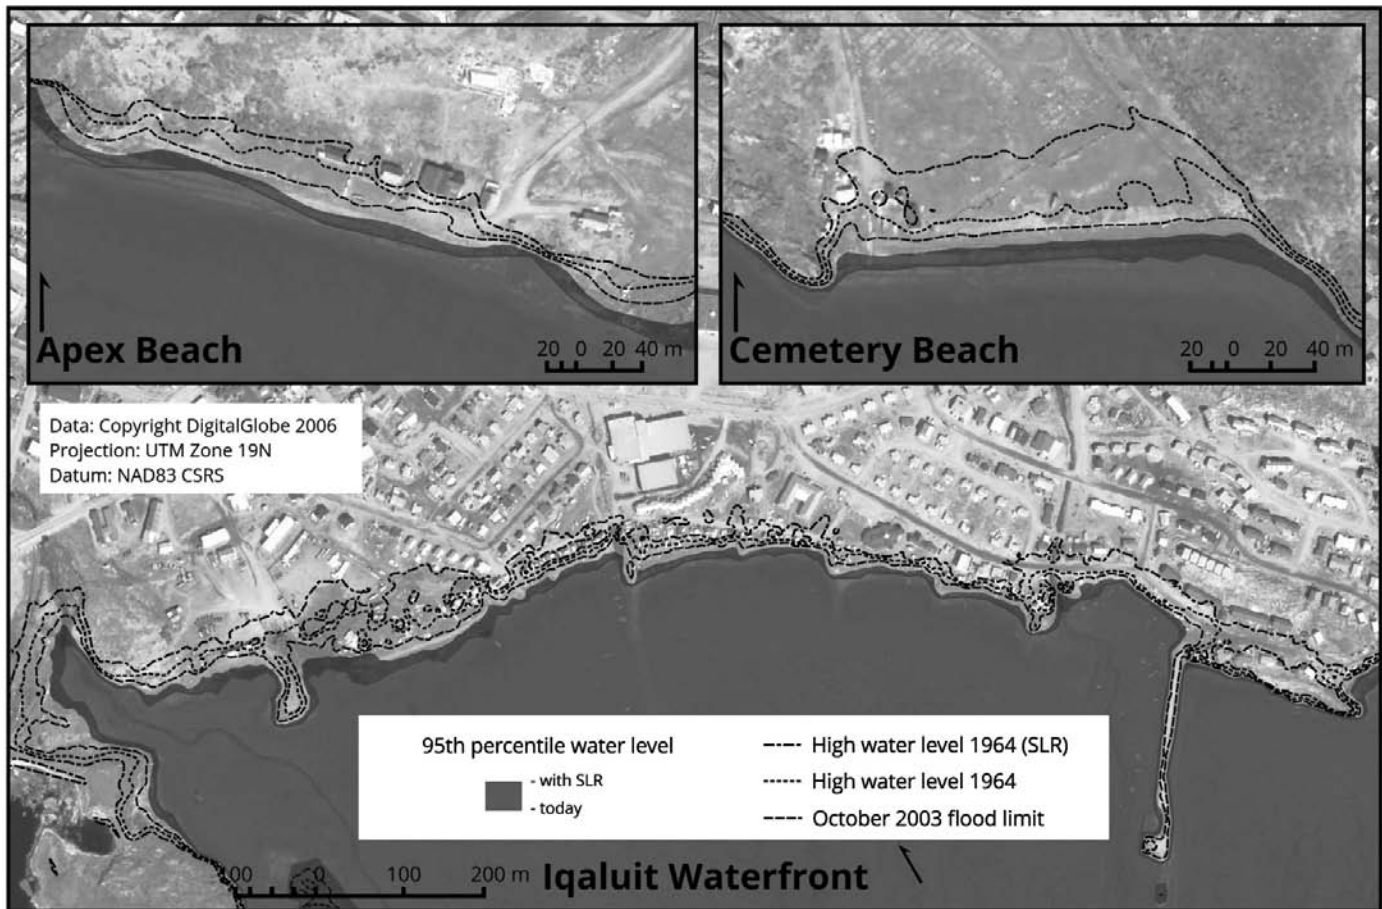 Apex Beach
20 0 20 40 m
Cemetery Beach
20 0 20 40 m
Data: Copyright DigitalGlobe 2006
Projection: UTM Zone 19N
Datum: NAD83 CSRS
95th percentile water level
- with SLR
- today
High water level 1964 (SLR)
High water level 1964
October 2003 flood limit
100 0 100 200 m
Iqaluit Waterfront